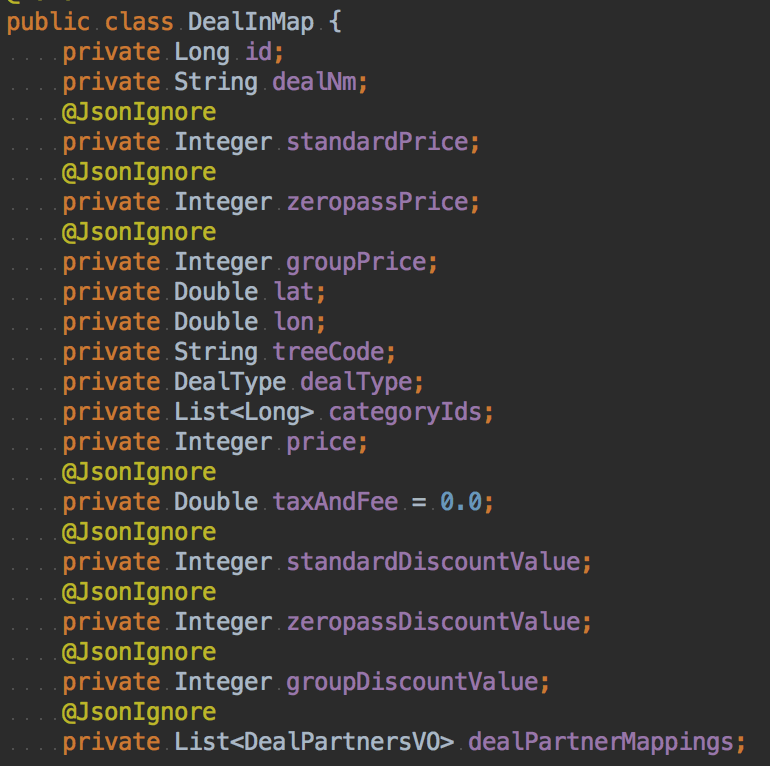 public class DealInMap {
    private Long id;
    private String dealNm;
    @JsonIgnore
    private Integer standardPrice;
    @JsonIgnore
    private Integer zeropassPrice;
    @JsonIgnore
    private Integer groupPrice;
    private Double lat;
    private Double lon;
    private String treeCode;
    private DealType dealType;
    private List<Long> categoryIds;
    private Integer price;
    @JsonIgnore
    private Double taxAndFee = 0.0;
    @JsonIgnore
    private Integer standardDiscountValue;
    @JsonIgnore
    private Integer zeropassDiscountValue;
    @JsonIgnore
    private Integer groupDiscountValue;
    @JsonIgnore
    private List<DealPartnersVO> dealPartnerMappings;